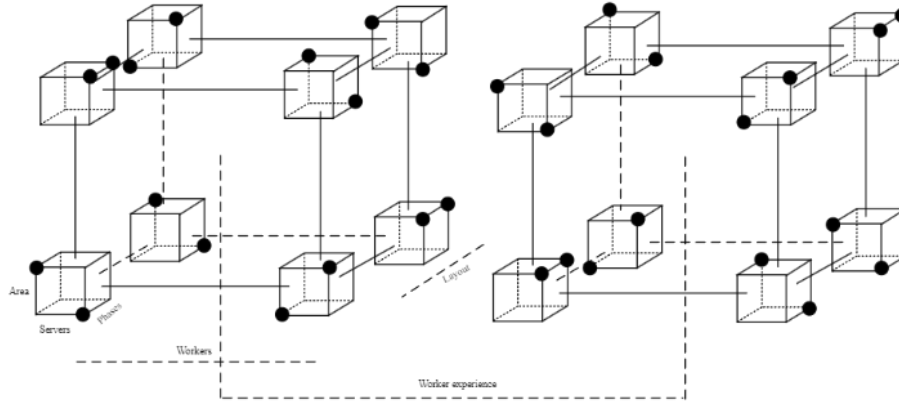 Layout
Area
Phases
Servers
Workers
Worker experience